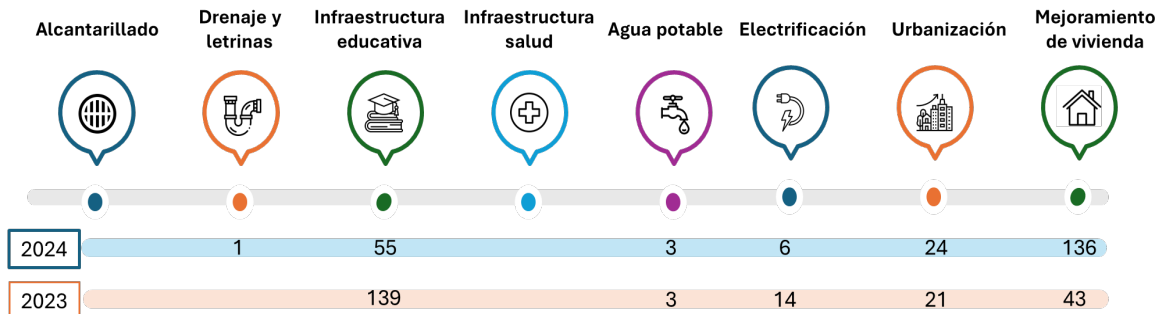 Alcantarillado
Drenaje y
letrinas
Infraestructura
educativa
Infraestructura
salud
Agua potable
Electrificación
Urbanización
Mejoramiento
de vivienda
2024 1 55 3 6 24 136
2023 139 3 14 21 43